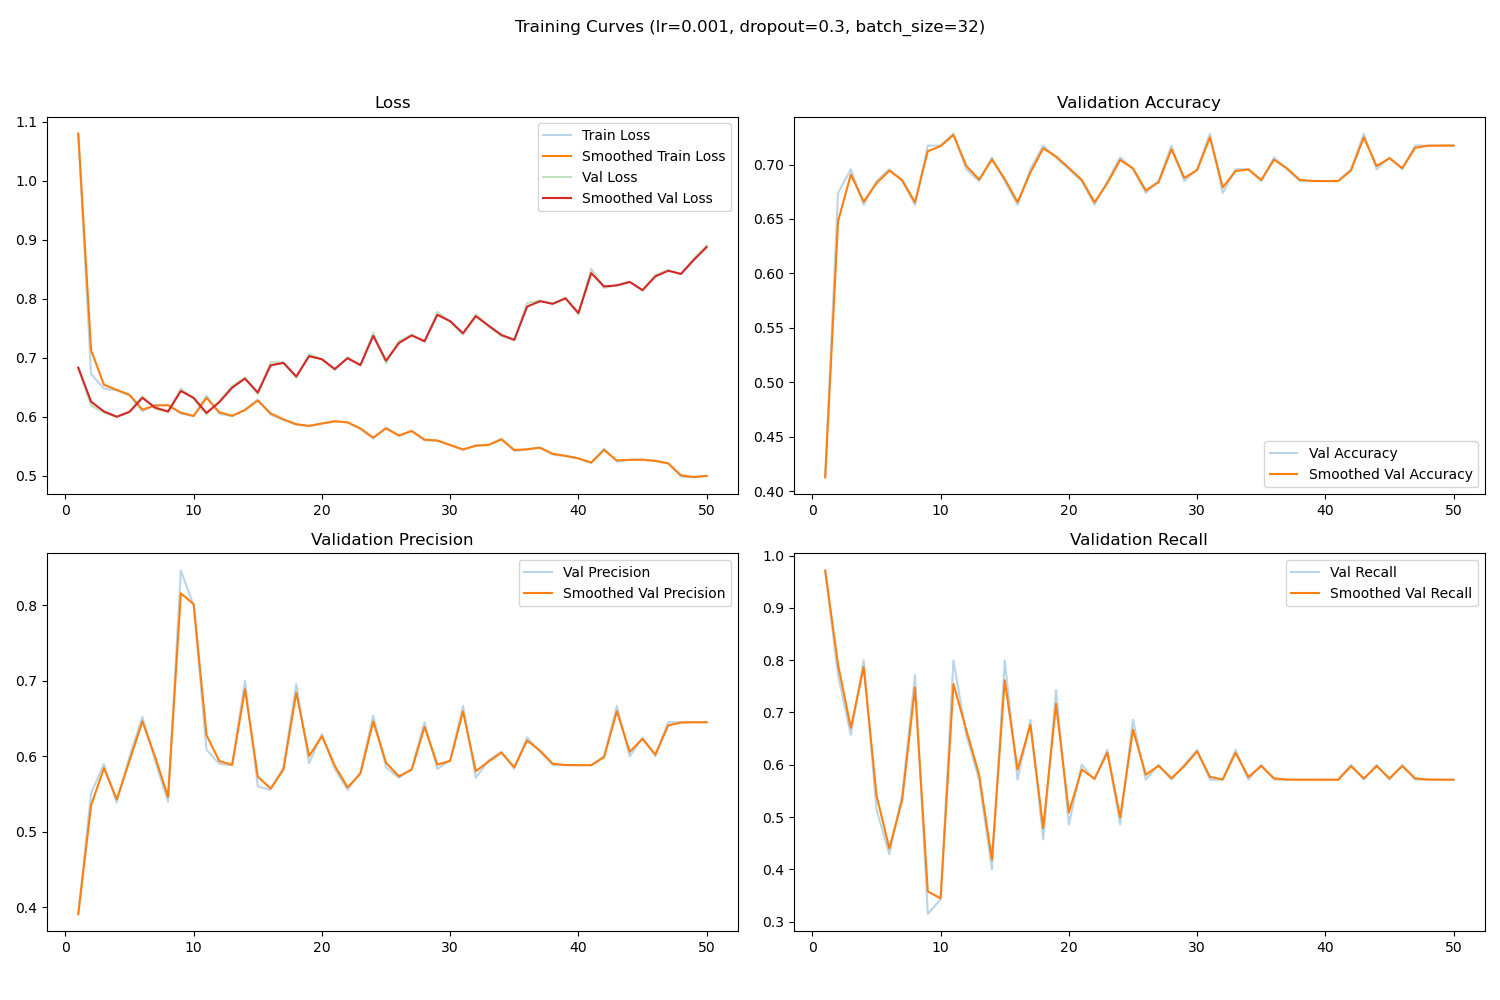 Training Curves (lr=0.001, dropout=0.3, batch_size=32)
Loss
1.1
1.0
0.9
0.8
0.7
0.6
0.5
0 10 20 30 40 50
Train Loss
Smoothed Train Loss
Val Loss
Smoothed Val Loss
Validation Accuracy
0.70
0.65
0.60
0.55
0.50
0.45
0.40
0 10 20 30 40 50
Val Accuracy
Smoothed Val Accuracy
Validation Precision
0.8
0.7
0.6
0.5
0.4
0 10 20 30 40 50
Val Precision
Smoothed Val Precision
Validation Recall
1.0
0.9
0.8
0.7
0.6
0.5
0.4
0.3
0 10 20 30 40 50
Val Recall
Smoothed Val Recall